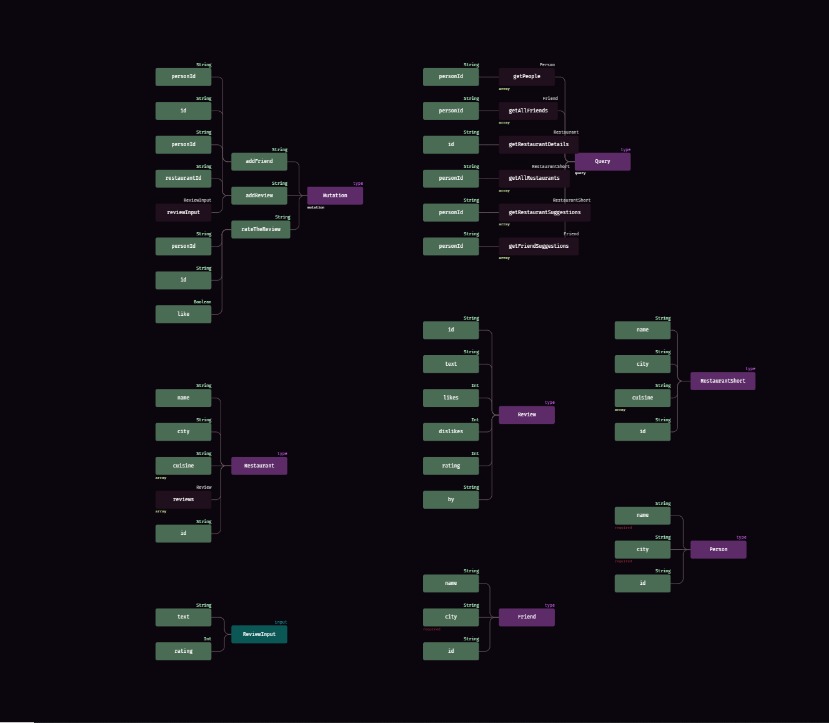 String
personId
String
id
String
personId
String
restaurantId
ReviewInput
reviewInput
String
personId
String
id
Boolean
like
String
addFriend
String
addReview
String
rateTheReview
type
Mutation
mutation
String
personId
Person
getPeople
array
String
personId
Friend
getAllFriends
array
String
id
Restaurant
getRestaurantDetails
String
personId
RestaurantShort
getAllRestaurants
array
String
personId
RestaurantShort
getRestaurantSuggestions
array
String
personId
Friend
getFriendSuggestions
array
type
Query
query
String
id
String
text
Int
likes
Int
dislikes
Int
rating
String
by
type
Review
String
name
String
city
String
cuisine
array
String
id
type
RestaurantShort
String
name
String
city
String
cuisine
array
Review
reviews
array
String
id
type
Restaurant
String
name
required
String
city
required
String
id
type
Person
String
text
Int
rating
input
ReviewInput
String
name
String
city
required
String
id
type
Friend